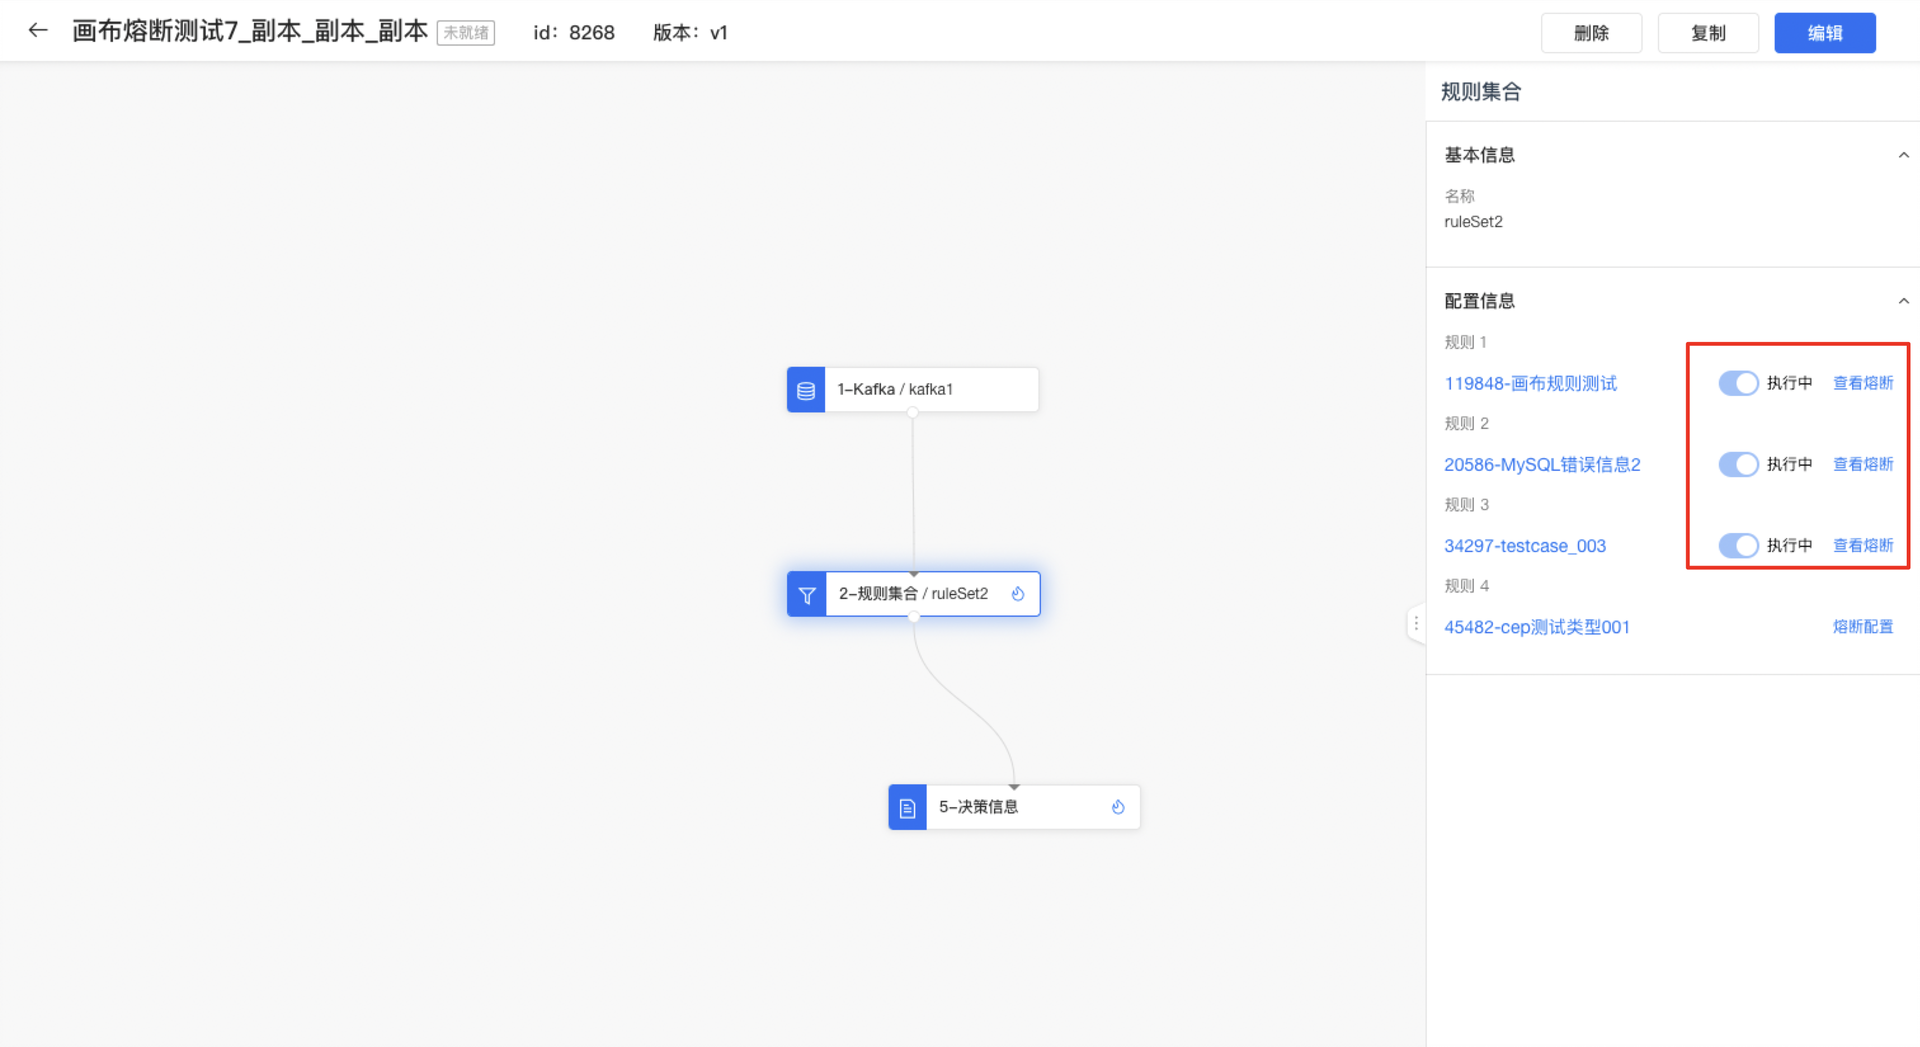 画布熔断测试7_副本_副本_副本 未就绪 id: 8268 版本: v1 删除 复制 编辑
规则集合
基本信息
名称
ruleSet2
配置信息
规则 1
119848-画布规则测试 执行中 查看熔断
规则 2
20586-MySQL错误信息2 执行中 查看熔断
规则 3
34297-testcase_003 执行中 查看熔断
规则 4
45482-cep测试类型001 熔断配置
1-Kafka / kafka1
2-规则集合 / ruleSet2
5-决策信息